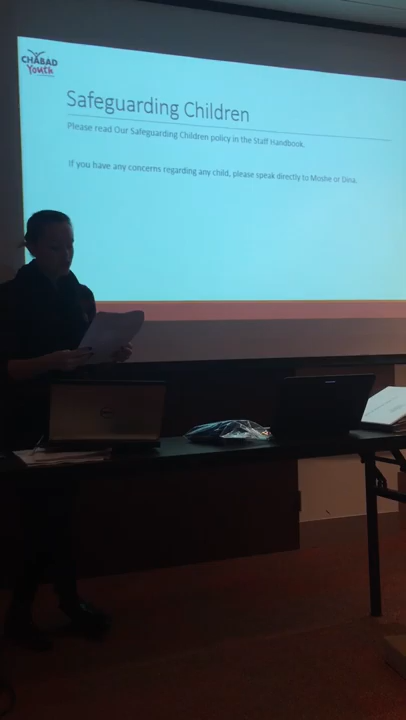 CHABAD
Youth
Safeguarding Children
Please read Our Safeguarding Children policy in the Staff Handbook.
If you have any concerns regarding any child, please speak directly to Moshe or Dina.